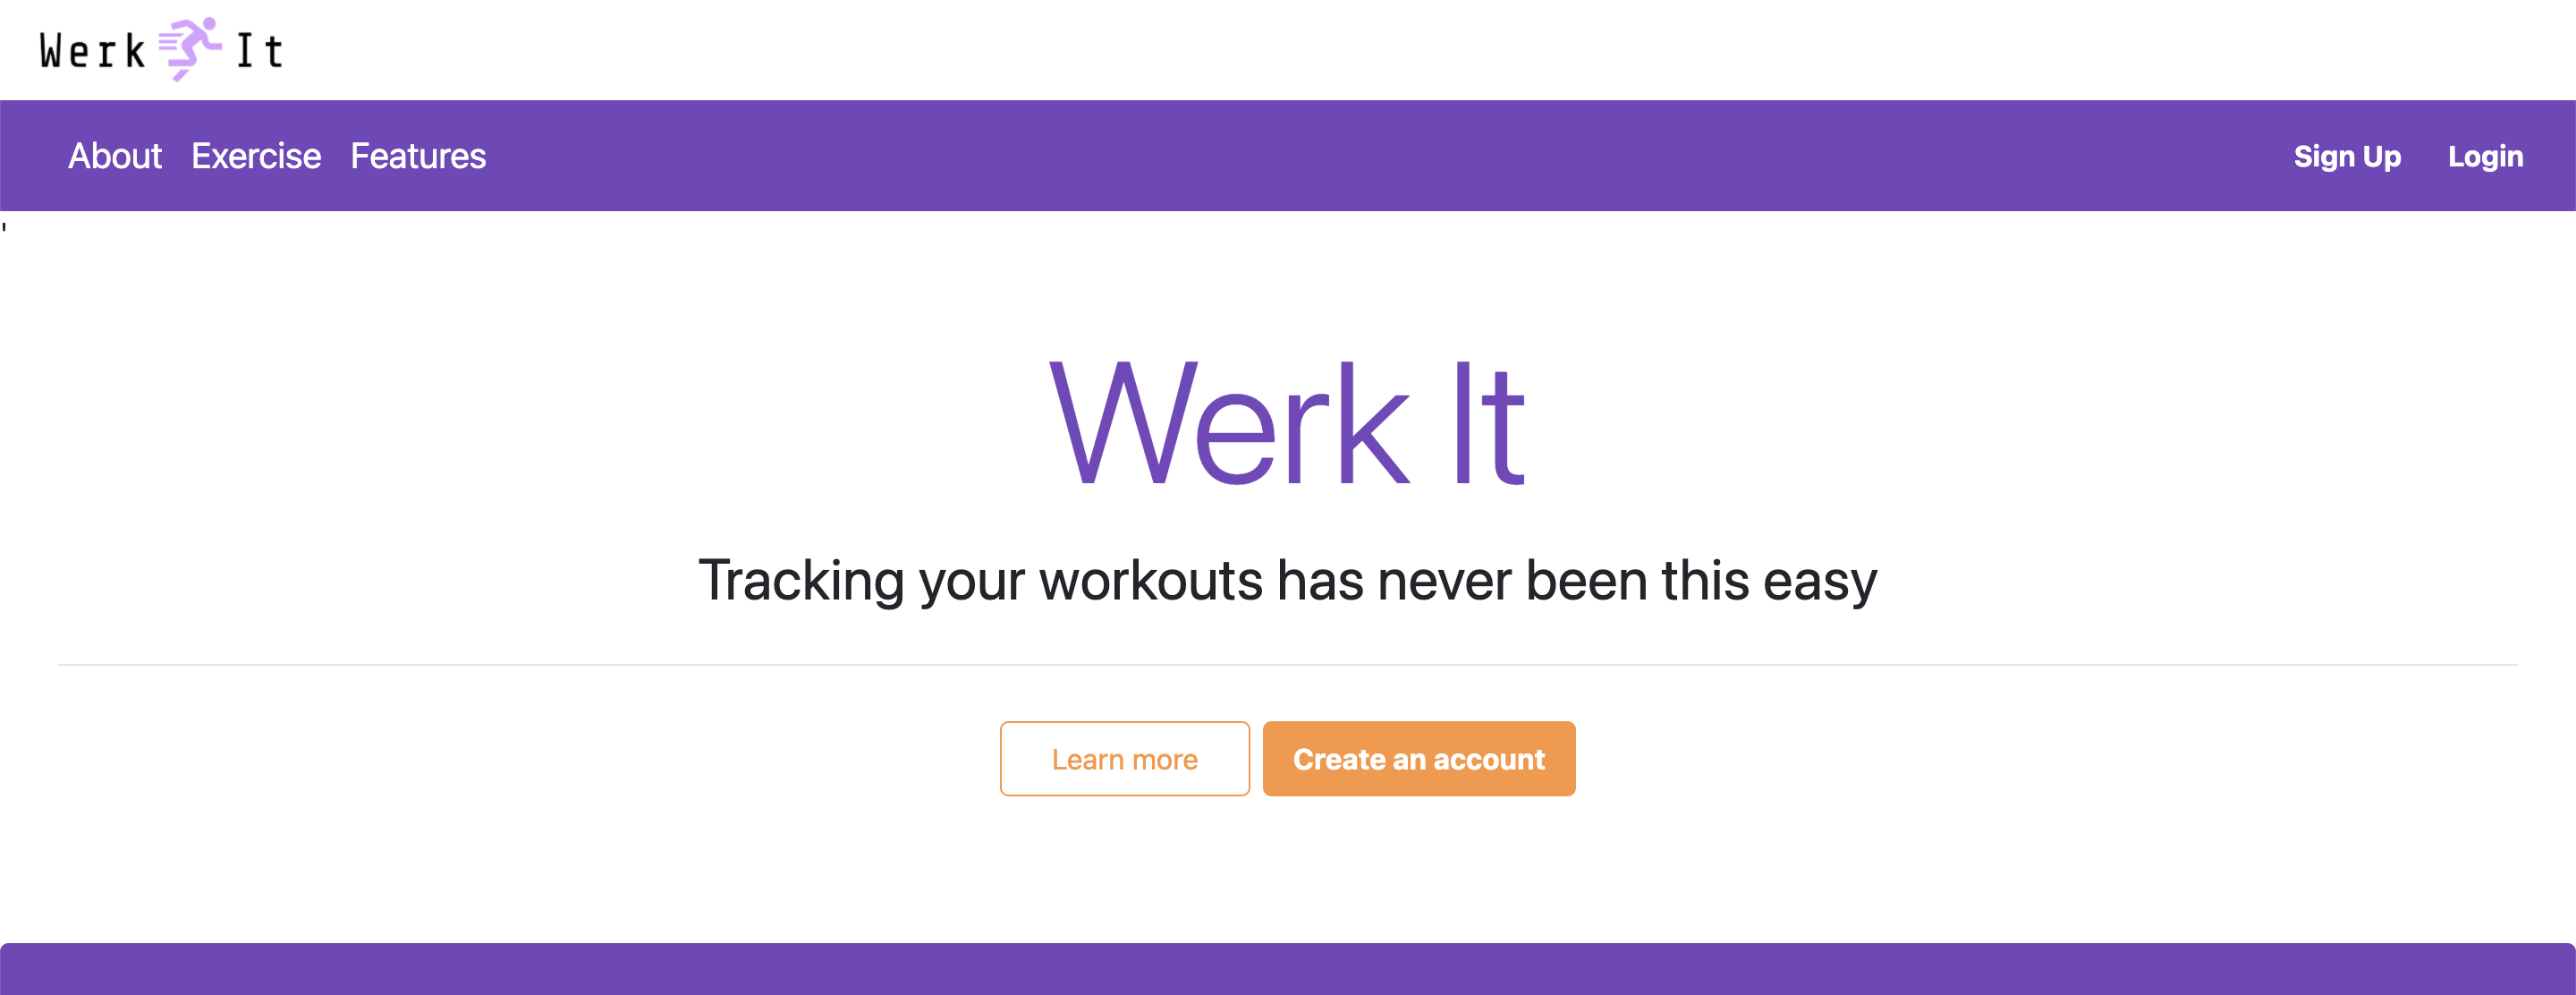 Werk It
About Exercise Features Sign Up Login
'
Werk It
Tracking your workouts has never been this easy
Learn more Create an account